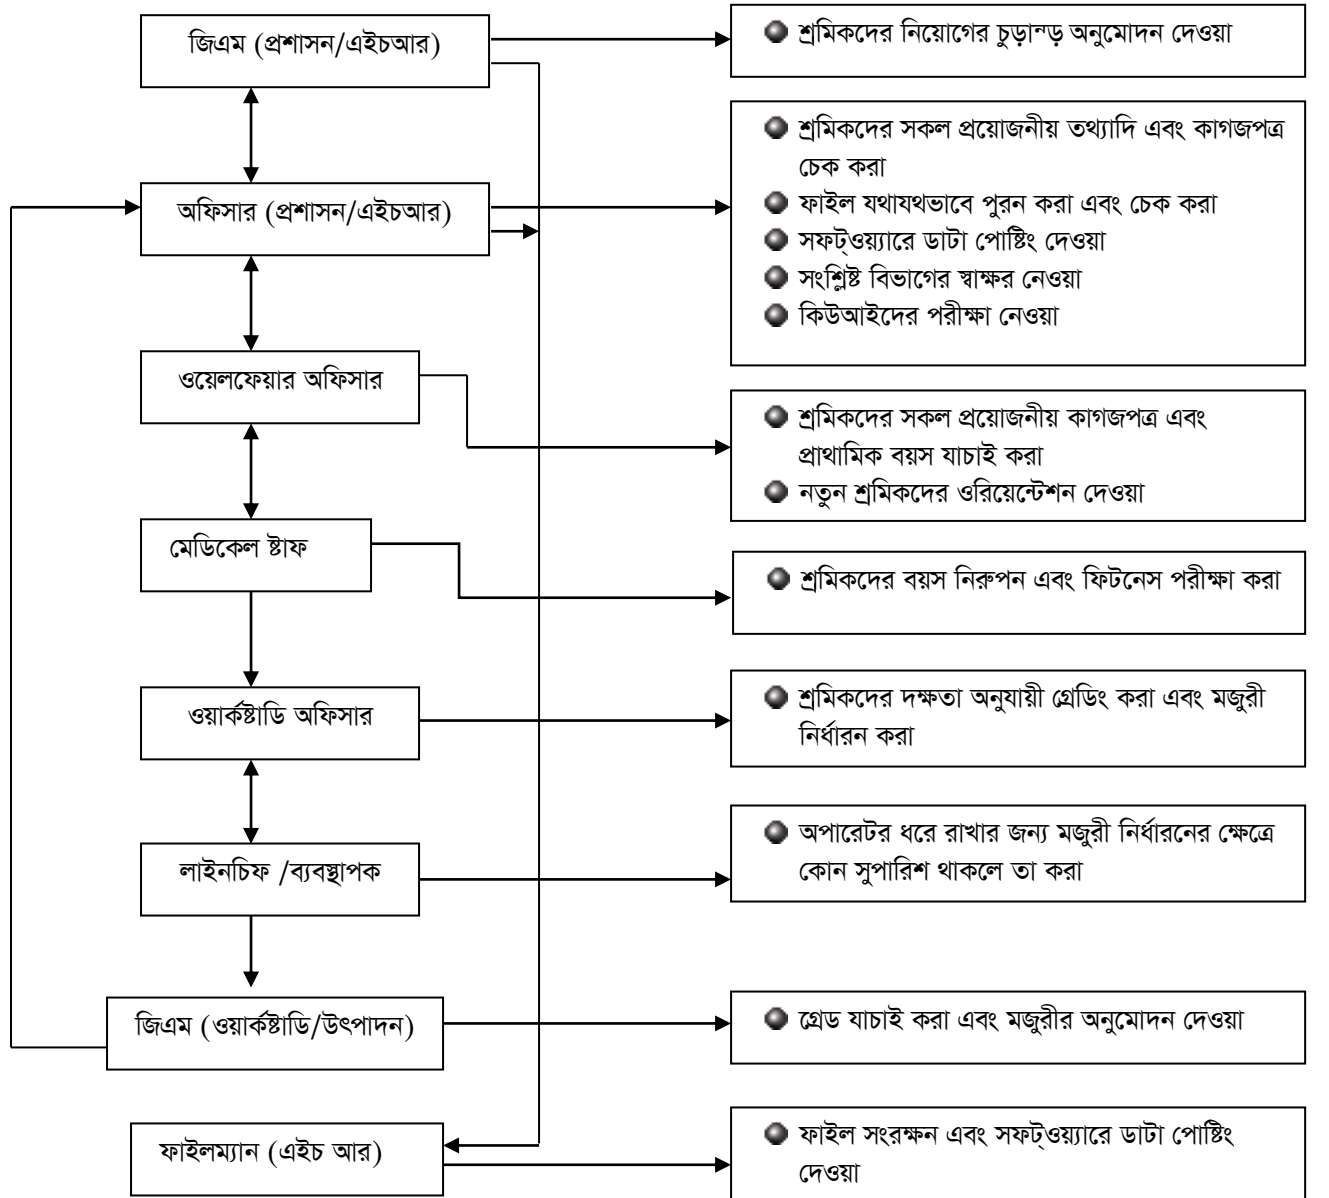 জিএম (প্রশাসন/এইচআর)
শ্রমিকদের নিয়োগের চুড়ান্ড় অনুমোদন দেওয়া
অফিসার (প্রশাসন/এইচআর)
শ্রমিকদের সকল প্রয়োজনীয় তথ্যাদি এবং কাগজপত্র
চেক করা
ফাইল যথাযথভাবে পুরন করা এবং চেক করা
সফট্ওয়্যারে ডাটা পোষ্টিং দেওয়া
সংশ্লিষ্ট বিভাগের স্বাক্ষর নেওয়া
কিউআইদের পরীক্ষা নেওয়া
ওয়েলফেয়ার অফিসার
শ্রমিকদের সকল প্রয়োজনীয় কাগজপত্র এবং
প্রাথামিক বয়স যাচাই করা
নতুন শ্রমিকদের ওরিয়েন্টেশন দেওয়া
মেডিকেল ষ্টাফ
শ্রমিকদের বয়স নিরুপন এবং ফিটনেস পরীক্ষা করা
ওয়ার্কষ্টাডি অফিসার
শ্রমিকদের দক্ষতা অনুযায়ী গ্রেডিং করা এবং মজুরী
নির্ধারন করা
লাইনচিফ /ব্যবস্থাপক
অপারেটর ধরে রাখার জন্য মজুরী নির্ধারনের ক্ষেত্রে
কোন সুপারিশ থাকলে তা করা
জিএম (ওয়ার্কষ্টাডি/উৎপাদন)
গ্রেড যাচাই করা এবং মজুরীর অনুমোদন দেওয়া
ফাইলম্যান (এইচ আর)
ফাইল সংরক্ষন এবং সফট্ওয়্যারে ডাটা পোষ্টিং
দেওয়া